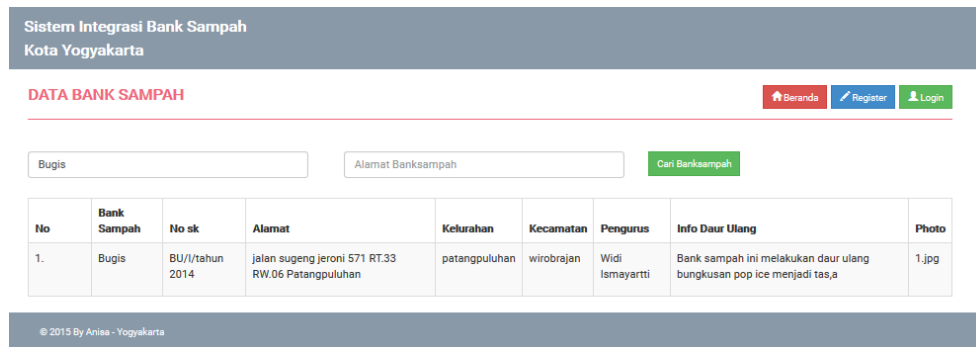 Sistem Integrasi Bank Sampah
Kota Yogyakarta
DATA BANK SAMPAH
Beranda
Register
Login
Bugis
Alamat Banksampah
Cari Banksampah
No Bank Sampah No sk Alamat Kelurahan Kecamatan Pengurus Info Daur Ulang Photo
1. Bugis BU/I/tahun 2014 jalan sugeng jeroni 571 RT.33 RW.06 Patangpuluhan patangpuluhan wirobrajan Widi Ismayartti Bank sampah ini melakukan daur ulang bungkusan pop ice menjadi tas,a 1.jpg
© 2015 By Anisa - Yogyakarta